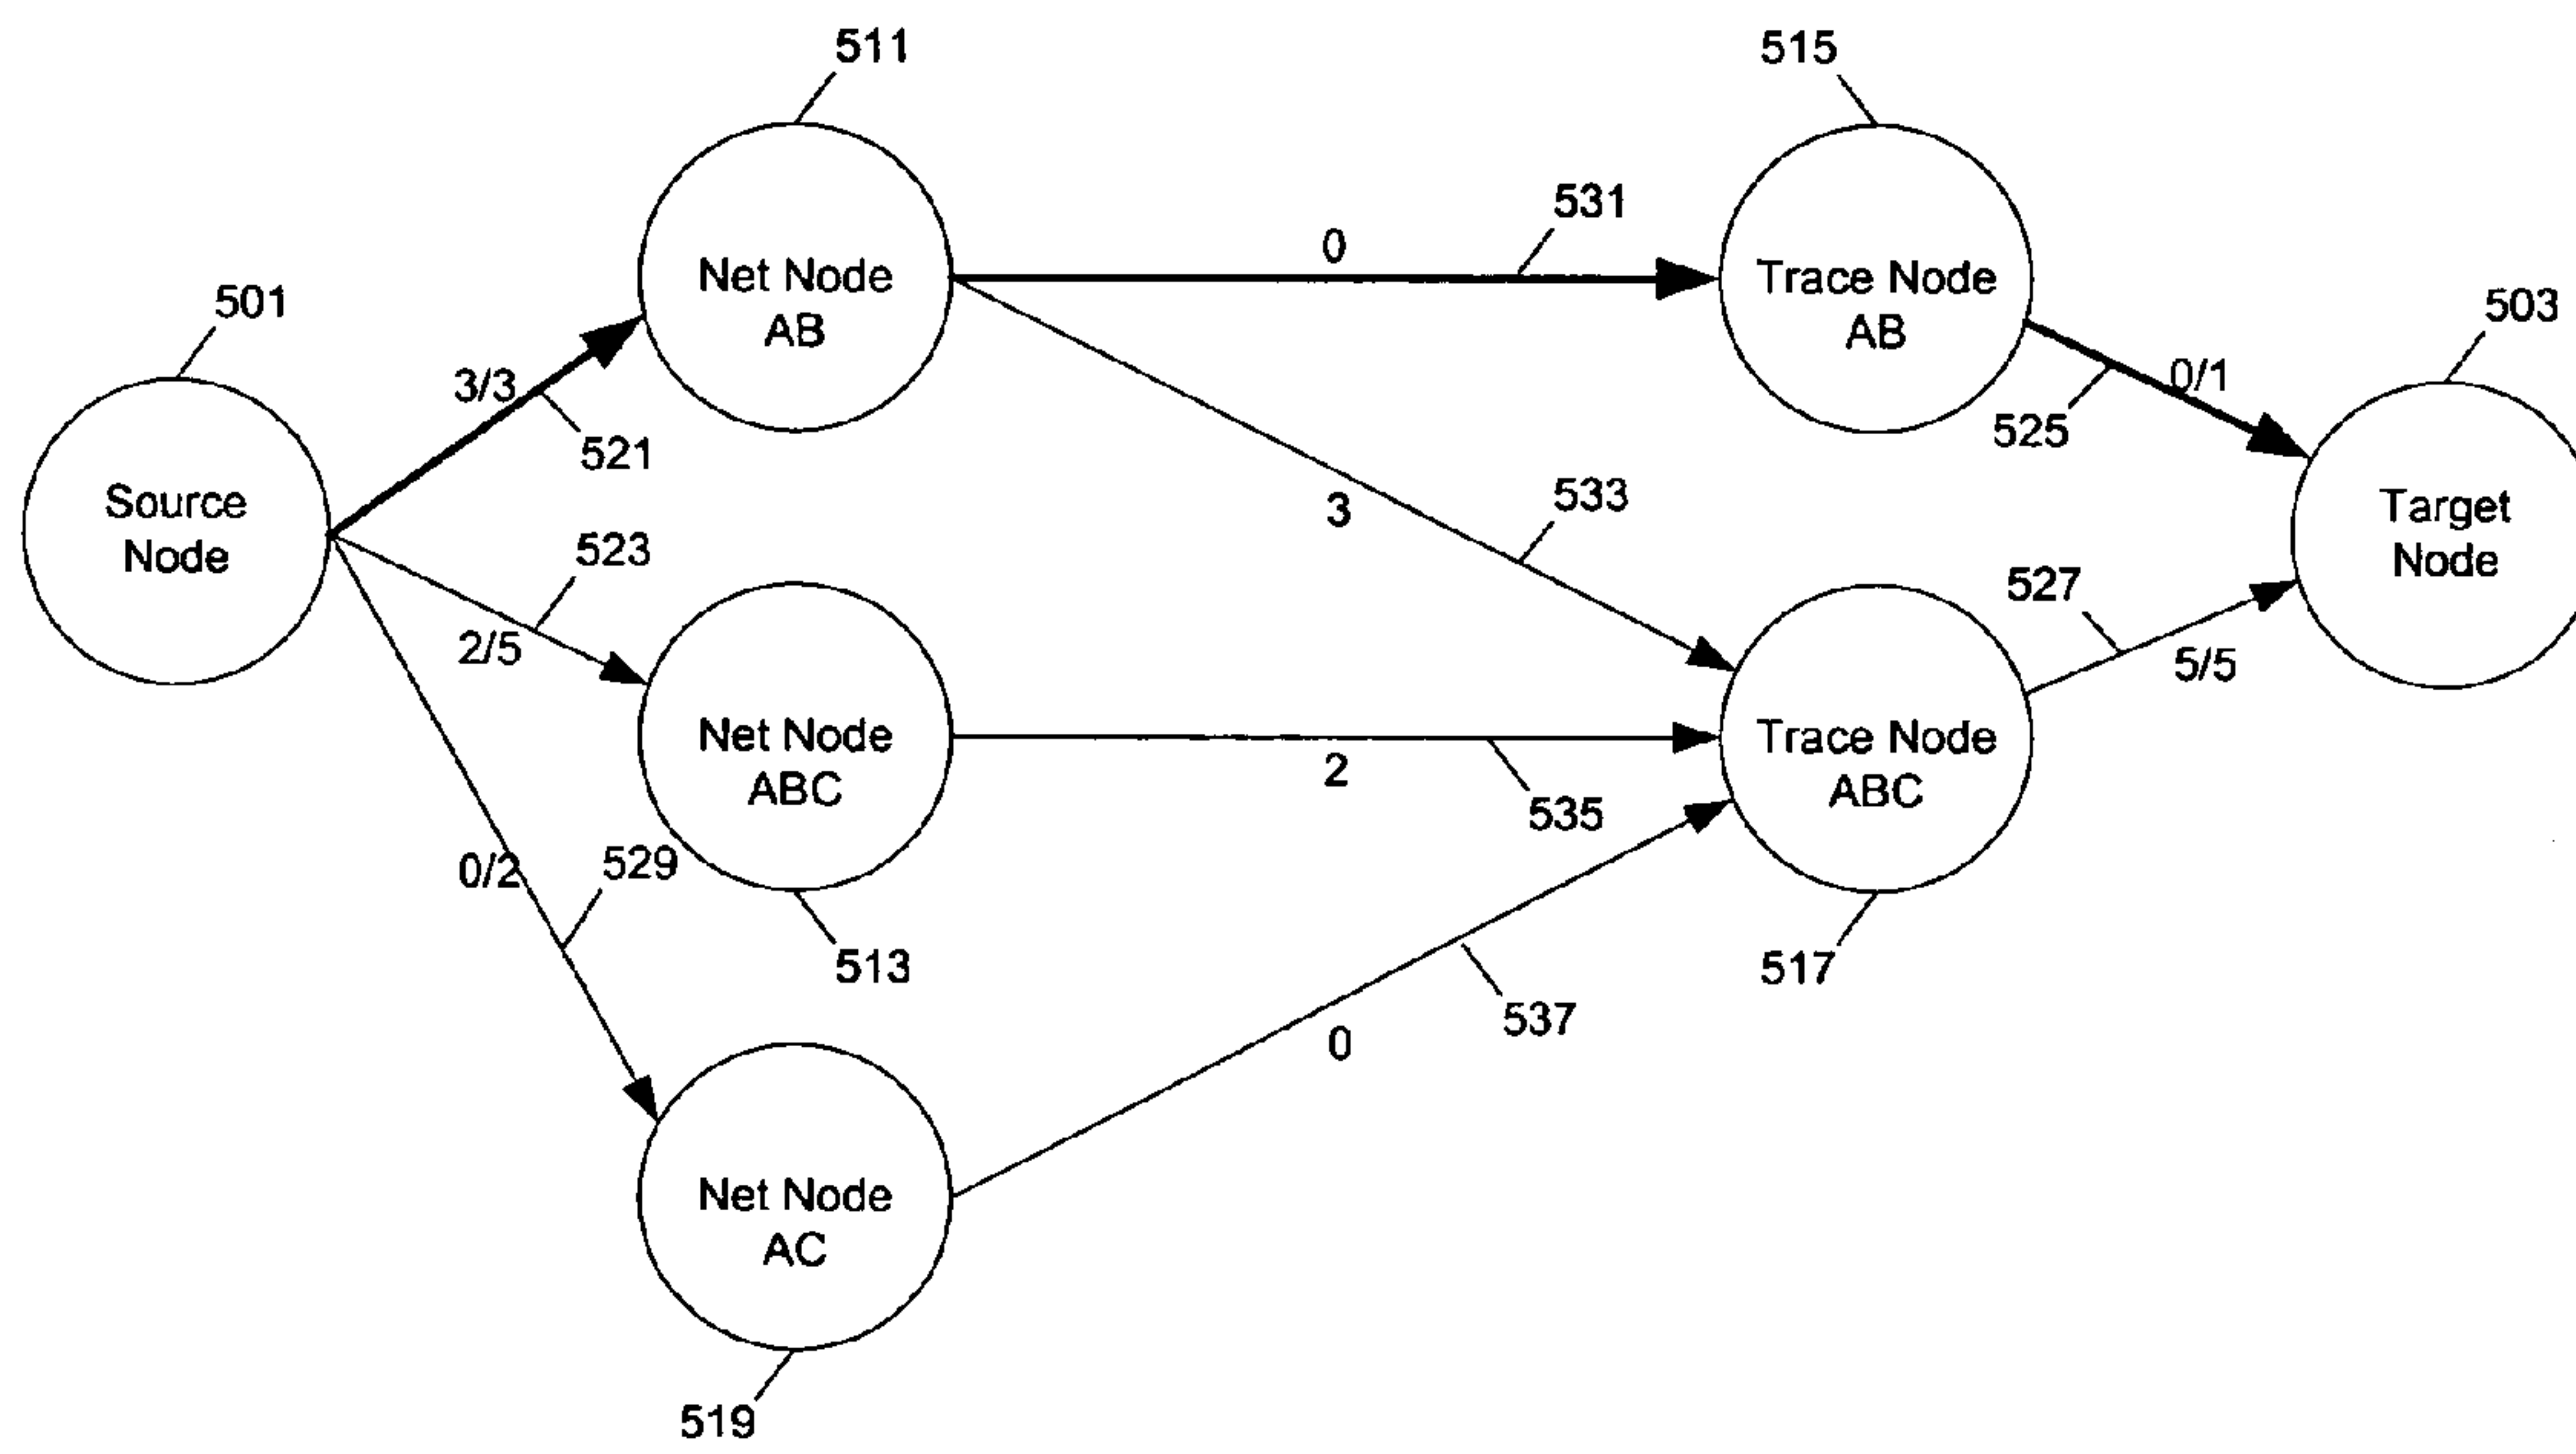 511
515
531
0
501
Net Node
AB
Trace Node
AB
503
3/3
0/1
521
525
Source
Node
3
533
Target
Node
523
527
2/5
5/5
Net Node
ABC
Trace Node
ABC
2
535
0/2
529
513
517
537
0
Net Node
AC
519